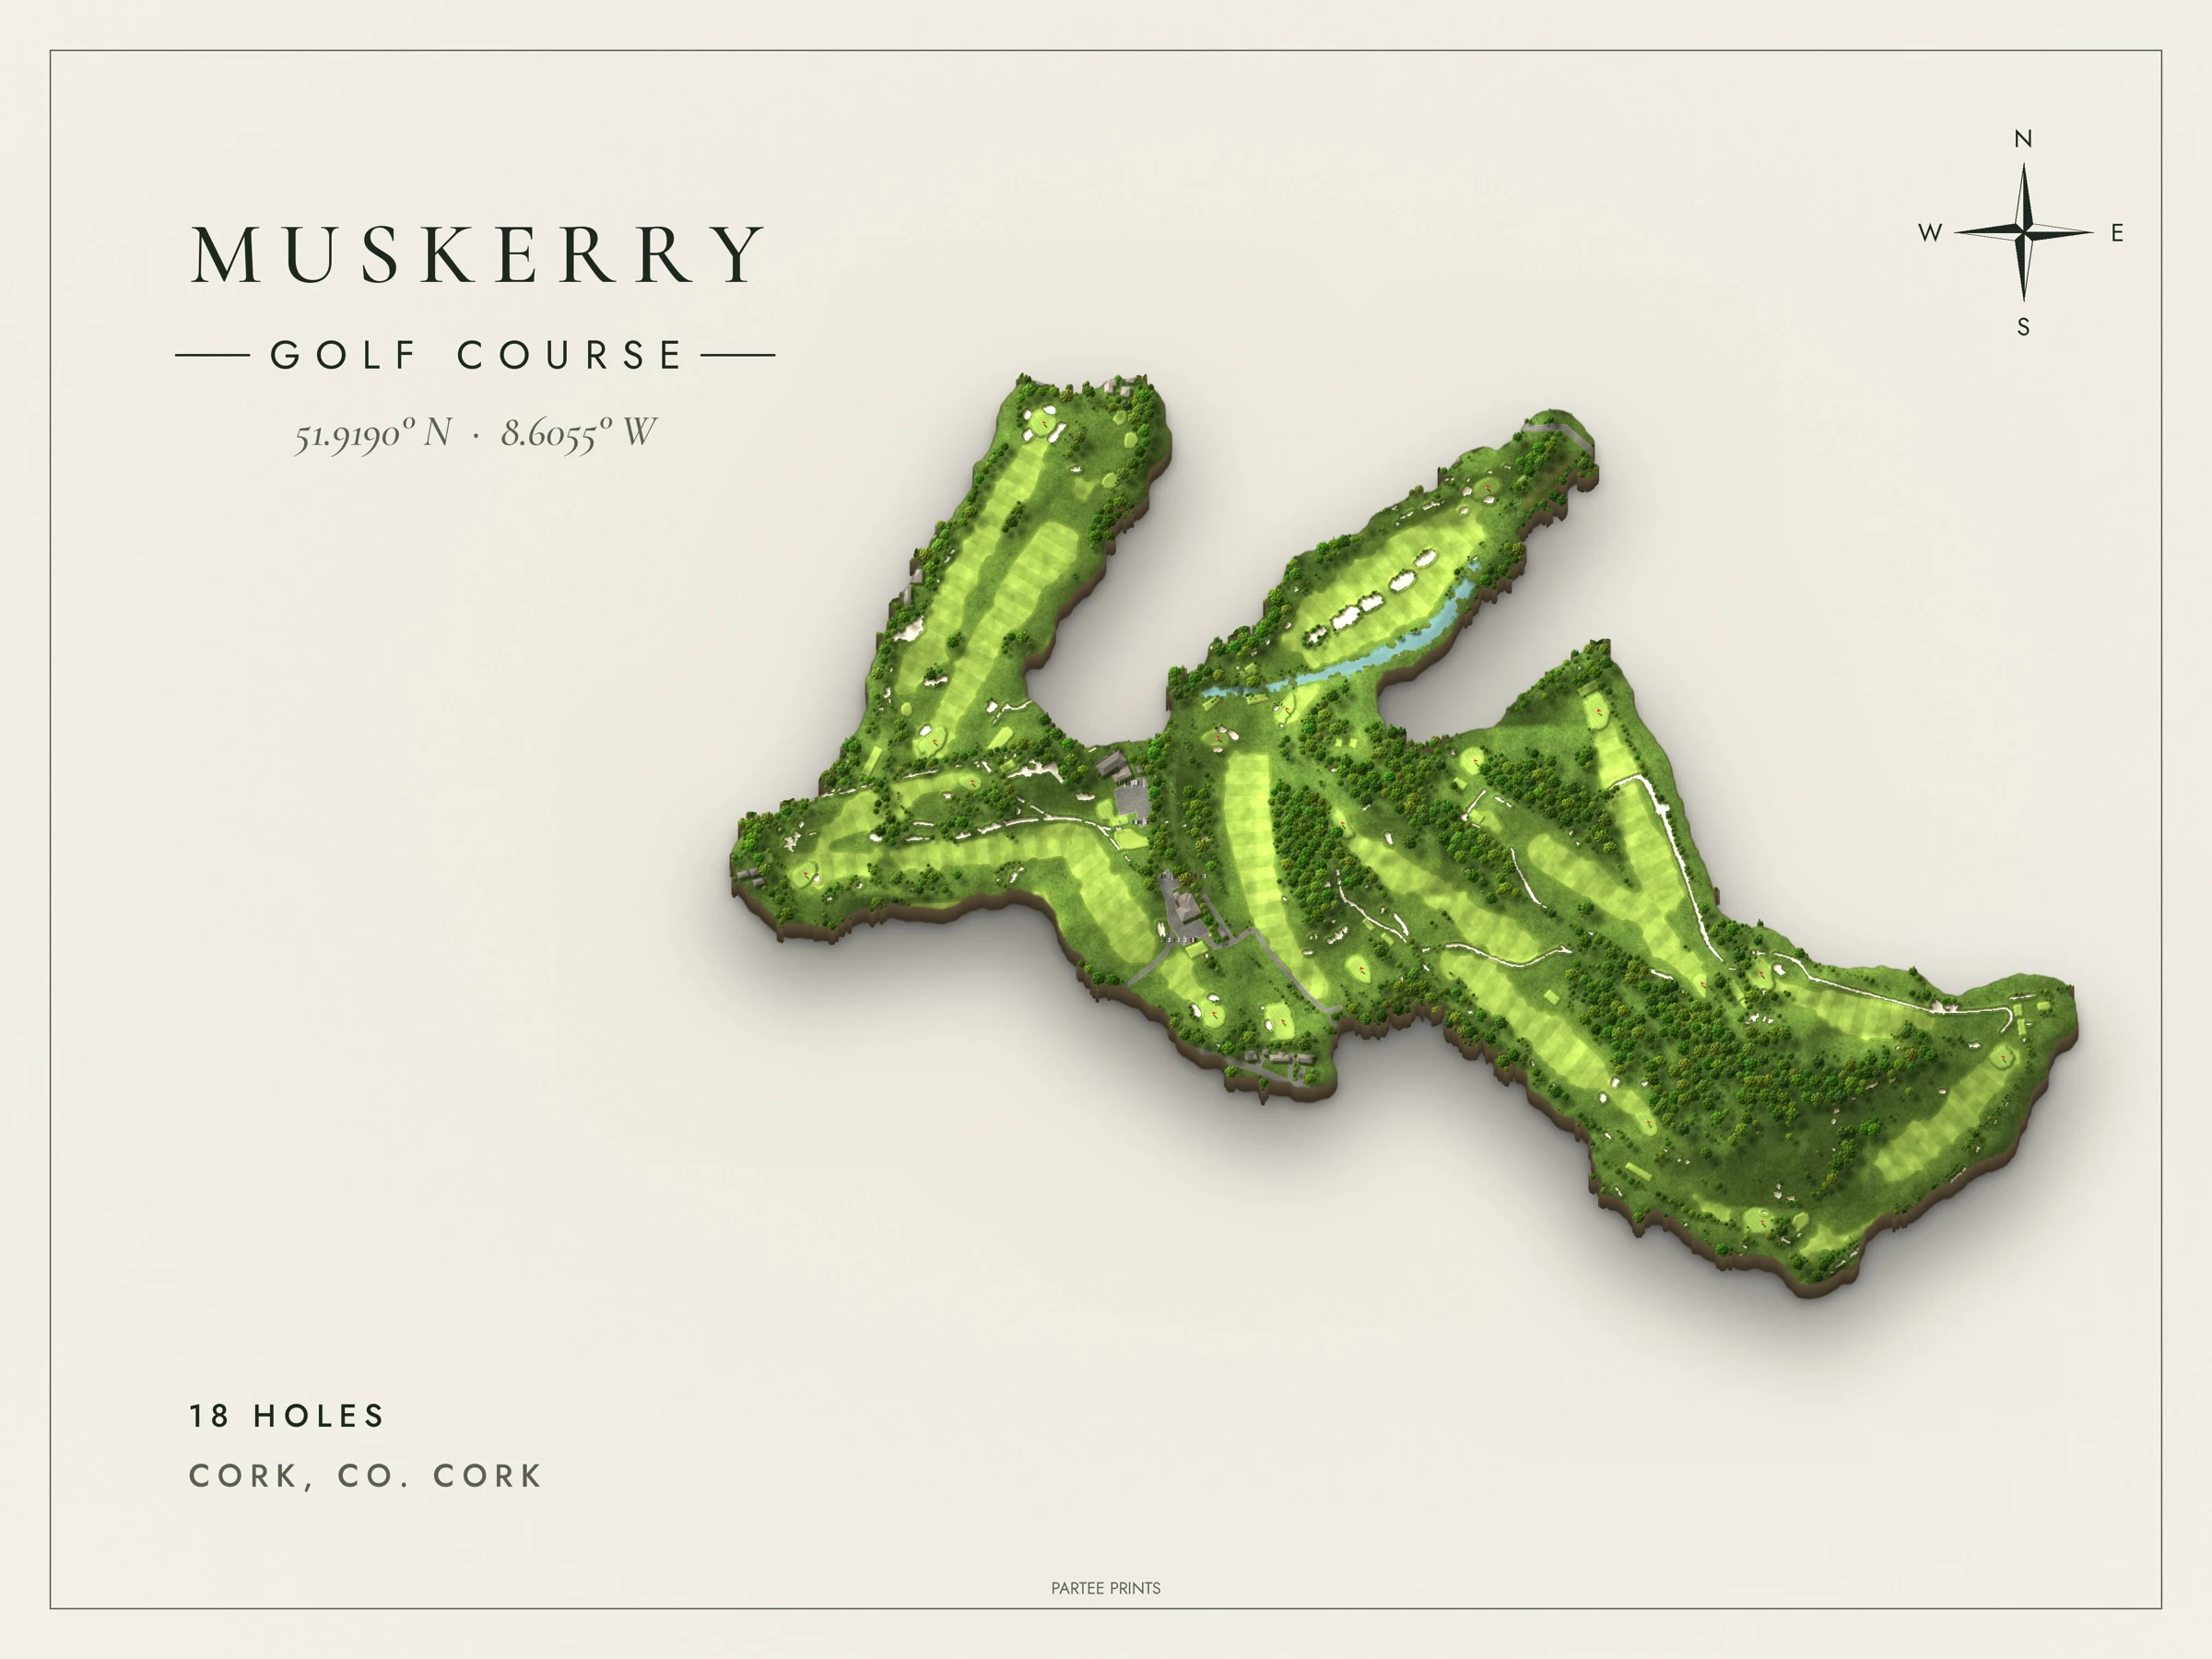 MUSKERRY
GOLF COURSE
51.9190° N · 8.6055° W
N
W E
S
18 HOLES
CORK, CO. CORK
PARTEE PRINTS